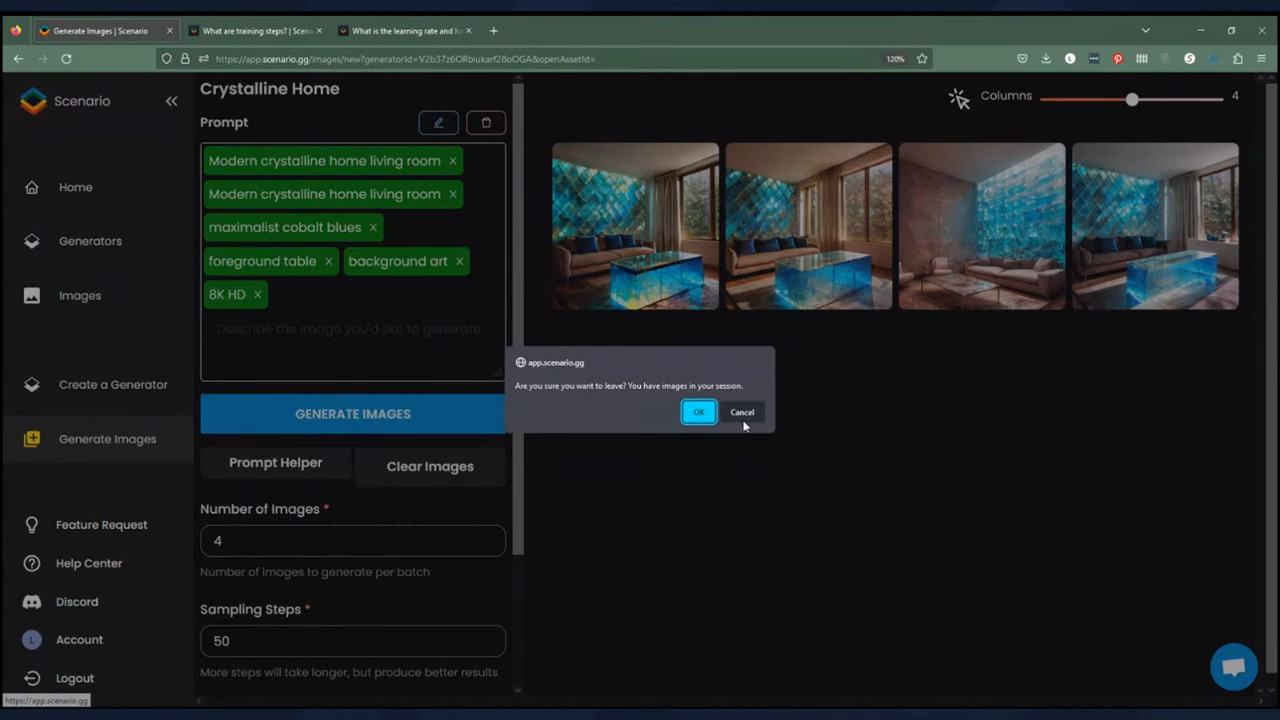 Generate Images | Scenario
What are training steps? | Scena
What is the learning rate and ho
https://app.scenario.gg/images/new?generatorId=V2b37z6ORbiukarf28oOGA&openAssetId=
120%
Scenario
Home
Generators
Images
Create a Generator
Generate Images
Feature Request
Help Center
Discord
L
Account
Logout
https://app.scenario.gg
Crystalline Home
Prompt
Modern crystalline home living room ×
Modern crystalline home living room ×
maximalist cobalt blues ×
foreground table × background art ×
8K HD ×
Describe the image you'd like to generate
GENERATE IMAGES
Prompt Helper
Clear Images
Number of Images *
4
Number of images to generate per batch
Sampling Steps *
50
More steps will take longer, but produce better results
Columns
4
app.scenario.gg
Are you sure you want to leave? You have images in your session.
OK
Cancel